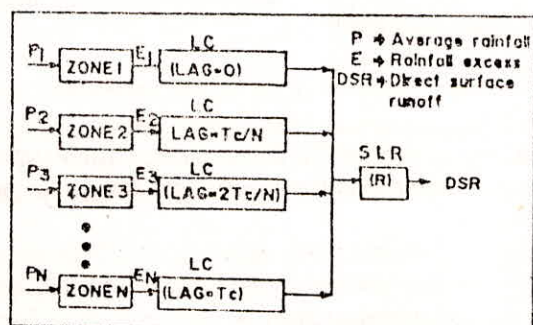 P1 ZONE 1 E1 LC (LAG=0)
P ⇒ Average rainfall
E ⇒ Rainfall excess
DSR ⇒ Direct surface runoff
P2 ZONE 2 E2 LC LAG=Tc/N
P3 ZONE 3 E3 LC (LAG=2Tc/N)
SLR (R) DSR
PN ZONE N EN LC (LAG=Tc)